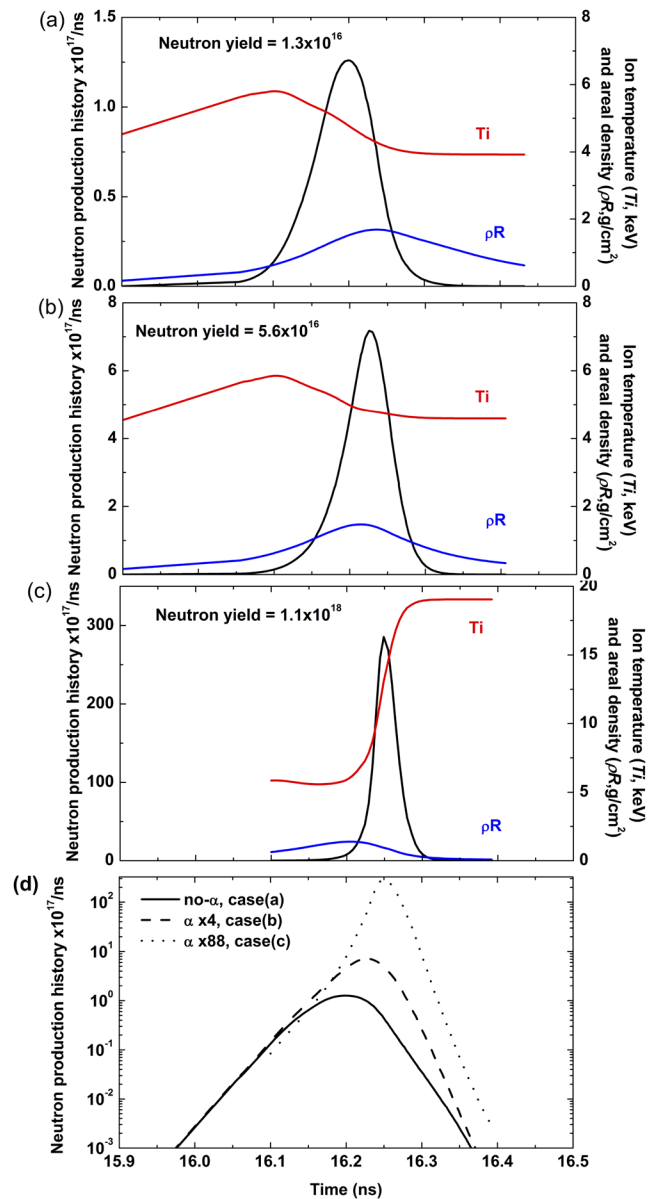 (a)
Neutron yield = 1.3x10^16
Neutron production history x10^17/ns
1.5
1.0
0.5
0.0
Ti
ρR
8
6
4
2
0
Ion temperature (Ti, keV)
and areal density (ρR,g/cm^2)
(b)
Neutron yield = 5.6x10^16
Neutron production history x10^17/ns
8
6
4
2
0
Ti
ρR
8
6
4
2
0
Ion temperature (Ti, keV)
and areal density (ρR,g/cm^2)
(c)
Neutron yield = 1.1x10^18
Neutron production history x10^17/ns
300
200
100
0
Ti
ρR
20
15
10
5
0
Ion temperature (Ti, keV)
and areal density (ρR,g/cm^2)
(d)
Neutron production history x10^17/ns
10^2
10^1
10^0
10^-1
10^-2
10^-3
no-α, case(a)
α x4, case(b)
α x88, case(c)
15.9 16.0 16.1 16.2 16.3 16.4 16.5
Time (ns)